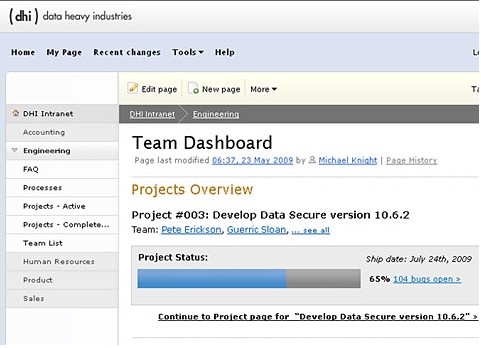 (dhi) data heavy industries
Home My Page Recent changes Tools Help
Edit page New page More
DHI Intranet Engineering
DHI Intranet
Accounting
Engineering
FAQ
Processes
Projects - Active
Projects - Complete...
Team List
Human Resources
Product
Sales
Team Dashboard
Page last modified 06:37, 23 May 2009 by Michael Knight | Page History
Projects Overview
Project #003: Develop Data Secure version 10.6.2
Team: Pete Erickson, Guerric Sloan, ... see all
Project Status: Ship date: July 24th, 2009
65% 104 bugs open »
Continue to Project page for "Develop Data Secure version 10.6.2" »